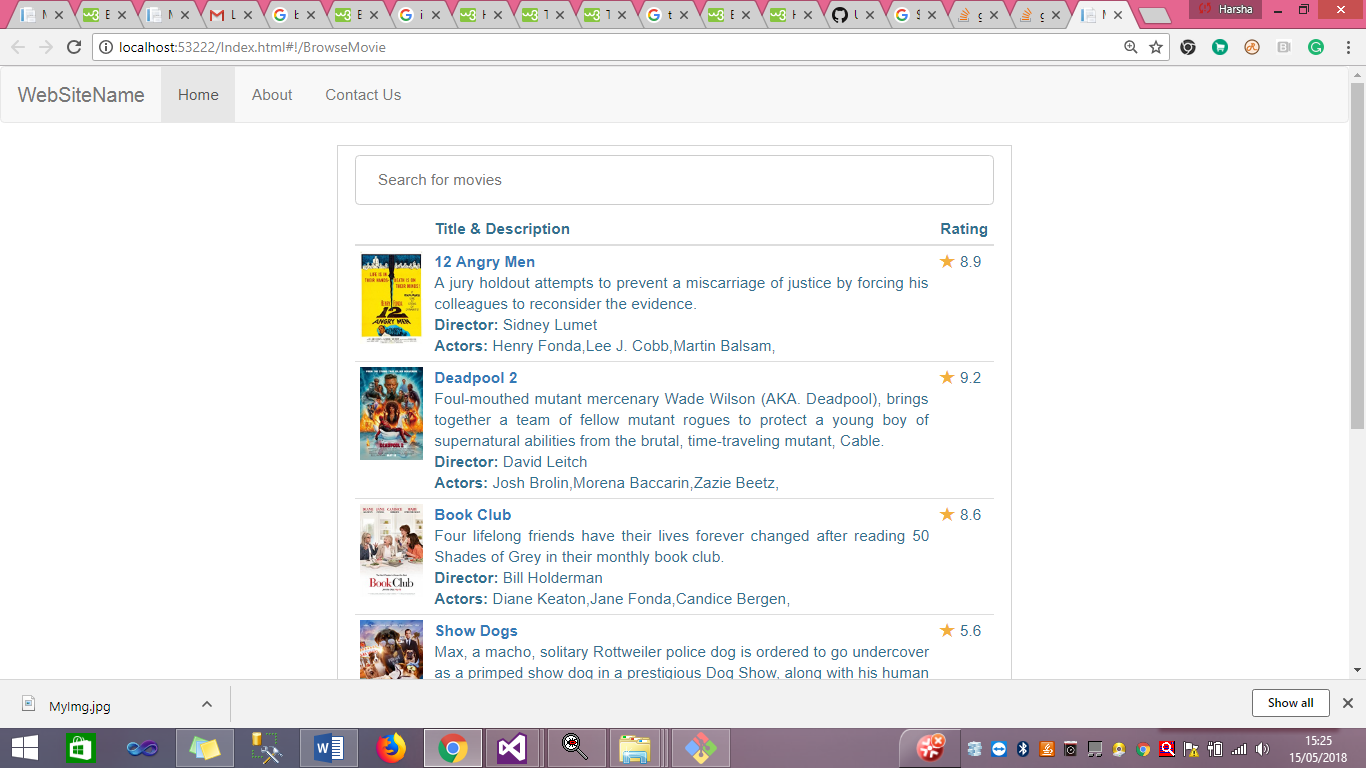 Harsha
localhost:53222/Index.html#!/BrowseMovie
WebSiteName
Home
About
Contact Us
Search for movies
Title & Description
Rating
12 Angry Men
8.9
A jury holdout attempts to prevent a miscarriage of justice by forcing his
colleagues to reconsider the evidence.
Director: Sidney Lumet
Actors: Henry Fonda,Lee J. Cobb,Martin Balsam,
Deadpool 2
9.2
Foul-mouthed mutant mercenary Wade Wilson (AKA. Deadpool), brings
together a team of fellow mutant rogues to protect a young boy of
supernatural abilities from the brutal, time-traveling mutant, Cable.
Director: David Leitch
Actors: Josh Brolin,Morena Baccarin,Zazie Beetz,
Book Club
8.6
Four lifelong friends have their lives forever changed after reading 50
Shades of Grey in their monthly book club.
Director: Bill Holderman
Actors: Diane Keaton,Jane Fonda,Candice Bergen,
Show Dogs
5.6
Max, a macho, solitary Rottweiler police dog is ordered to go undercover
as a primped show dog in a prestigious Dog Show, along with his human
MyImg.jpg
Show all
15:25
15/05/2018